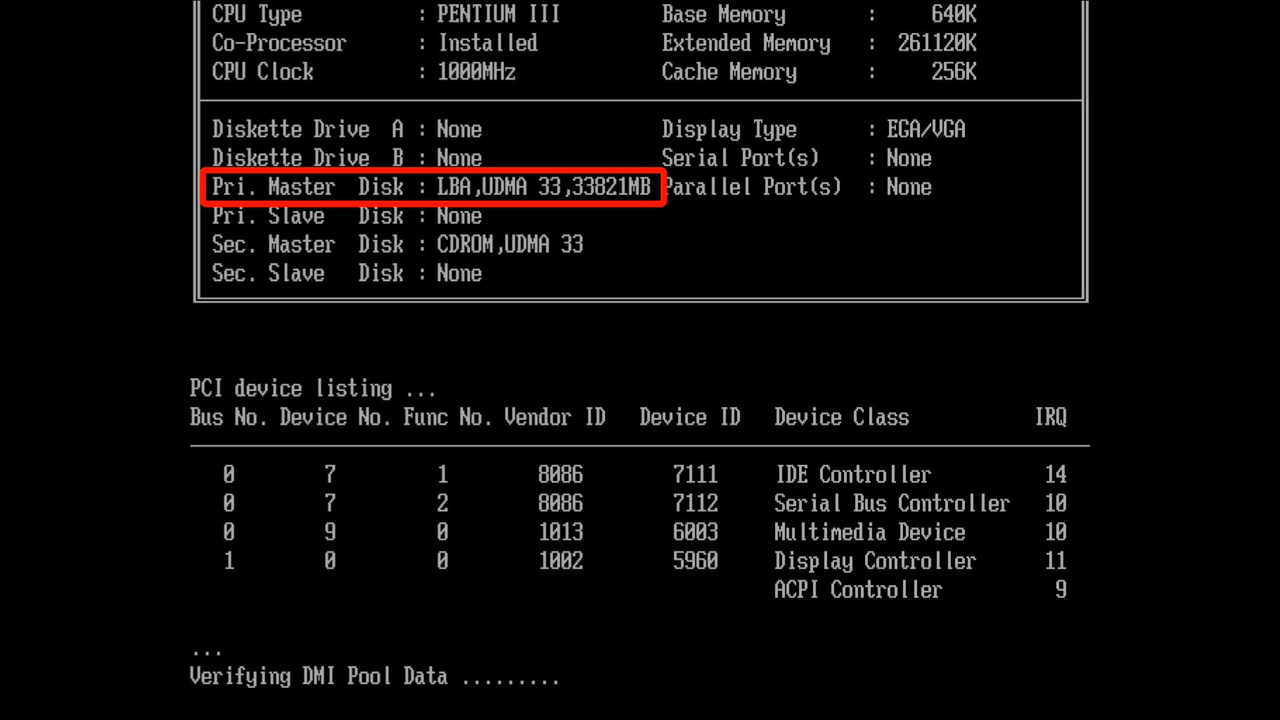 CPU Type : PENTIUM III Base Memory : 640K
Co-Processor : Installed Extended Memory : 261120K
CPU Clock : 1000MHz Cache Memory : 256K
Diskette Drive A : None Display Type : EGA/VGA
Diskette Drive B : None Serial Port(s) : None
Pri. Master Disk : LBA,UDMA 33,33821MB Parallel Port(s) : None
Pri. Slave Disk : None
Sec. Master Disk : CDROM,UDMA 33
Sec. Slave Disk : None
PCI device listing ...
Bus No. Device No. Func No. Vendor ID Device ID Device Class IRQ
0 7 1 8086 7111 IDE Controller 14
0 7 2 8086 7112 Serial Bus Controller 10
0 9 0 1013 6003 Multimedia Device 10
1 0 0 1002 5960 Display Controller 11
ACPI Controller 9
...
Verifying DMI Pool Data .........